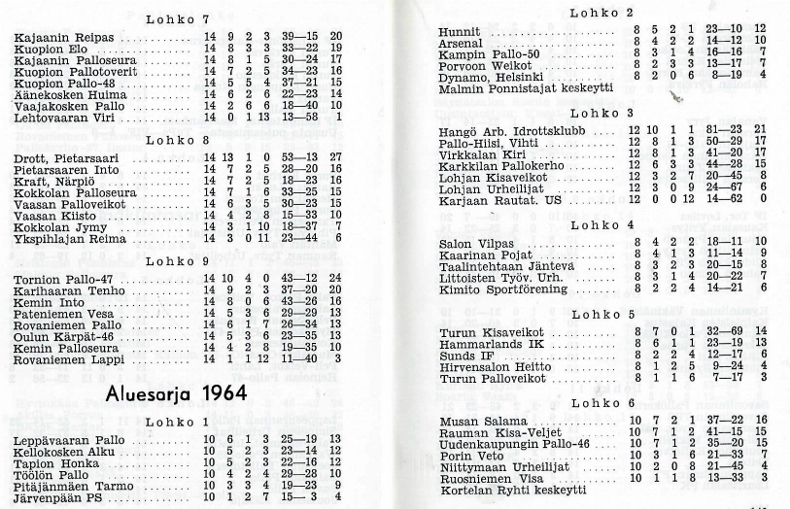 Lohko 7
Kajaanin Reipas .......... 14 9 2 3 39—15 20
Kuopion Elo .......... 14 8 3 3 33—22 19
Kajaanin Palloseura .......... 14 8 1 5 30—24 17
Kuopion Pallotoverit .......... 14 7 2 5 34—23 16
Kuopion Pallo-48 .......... 14 5 5 4 37—21 15
Äänekosken Huima .......... 14 6 2 6 22—23 14
Vaajakosken Pallo .......... 14 2 6 6 18—40 10
Lehtovaaran Viri .......... 14 0 1 13 13—58 1
Lohko 8
Drott, Pietarsaari .......... 14 13 1 0 53—13 27
Pietarsaaren Into .......... 14 7 2 5 28—20 16
Kraft, Närpiö .......... 14 7 2 5 18—23 16
Kokkolan Palloseura .......... 14 7 1 6 33—25 15
Vaasan Palloveikot .......... 14 6 3 5 30—23 15
Vaasan Kiisto .......... 14 4 2 8 15—33 10
Kokkolan Jymy .......... 14 3 1 10 18—37 7
Ykspihlajan Reima .......... 14 3 0 11 23—44 6
Lohko 9
Tornion Pallo-47 .......... 14 10 4 0 43—12 24
Karihaaran Tenho .......... 14 9 2 3 37—20 20
Kemin Into .......... 14 8 0 6 43—26 16
Pateniemen Vesa .......... 14 5 3 6 29—29 13
Rovaniemen Pallo .......... 14 6 1 7 26—34 13
Oulun Kärpät-46 .......... 14 5 3 6 23—35 13
Kemin Palloseura .......... 14 4 2 8 19—35 10
Rovaniemen Lappi .......... 14 1 1 12 11—40 3
Aluesarja 1964
Lohko 1
Leppävaaran Pallo .......... 10 6 1 3 25—19 13
Kellokosken Alku .......... 10 5 2 3 23—14 12
Tapion Honka .......... 10 5 2 3 22—16 12
Töölön Pallo .......... 10 4 2 4 29—28 10
Pitäjänmäen Tarmo .......... 10 3 3 4 19—23 9
Järvenpään PS .......... 10 1 2 7 15— 3 4
Lohko 2
Hunnit .......... 8 5 2 1 23—10 12
Arsenal .......... 8 4 2 2 14—12 10
Kampin Pallo-50 .......... 8 3 1 4 16—16 7
Porvoon Weikot .......... 8 2 3 3 13—17 7
Dynamo, Helsinki .......... 8 2 0 6 8—19 4
Malmin Ponnistajat keskeytti
Lohko 3
Hangö Arb. Idrottsklubb .... 12 10 1 1 81—23 21
Pallo-Hiisi, Vihti .......... 12 8 1 3 50—29 17
Virkkalan Kiri .......... 12 8 1 3 41—20 17
Karkkilan Pallokerho .......... 12 6 3 3 44—28 15
Lohjan Kisaveikot .......... 12 3 2 7 20—45 8
Lohjan Urheilijat .......... 12 3 0 9 24—67 6
Karjaan Rautat. US .......... 12 0 0 12 14—62 0
Lohko 4
Salon Vilpas .......... 8 4 2 2 18—11 10
Kaarinan Pojat .......... 8 4 1 3 11—14 9
Taalintehtaan Jänteva ...... 8 3 2 3 20—15 8
Littoisten Työv. Urh. .......... 8 3 1 4 20—22 7
Kimito Sportförening .......... 8 2 2 4 14—21 6
Lohko 5
Turun Kisaveikot .......... 8 7 0 1 32—69 14
Hammarlands IK .......... 8 6 1 1 23—19 13
Sunds IF .......... 8 2 2 4 12—17 6
Hirvensalon Heitto .......... 8 1 2 5 9—24 4
Turun Palloveikot .......... 8 1 1 6 7—17 3
Lohko 6
Musan Salama .......... 10 7 2 1 37—22 16
Rauman Kisa-Veljet .......... 10 7 1 2 41—15 15
Uudenkaupungin Pallo-46 .... 10 7 1 2 35—20 15
Porin Veto .......... 10 3 1 6 21—33 7
Niittymaan Urheilijat .......... 10 2 0 8 21—45 4
Ruosniemen Visa .......... 10 1 1 8 13—33 3
Kortelan Ryhti keskeytti